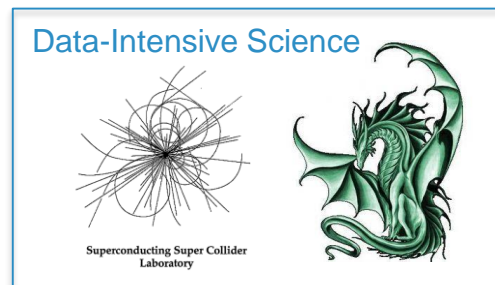 Data-Intensive Science
Superconducting Super Collider
Laboratory